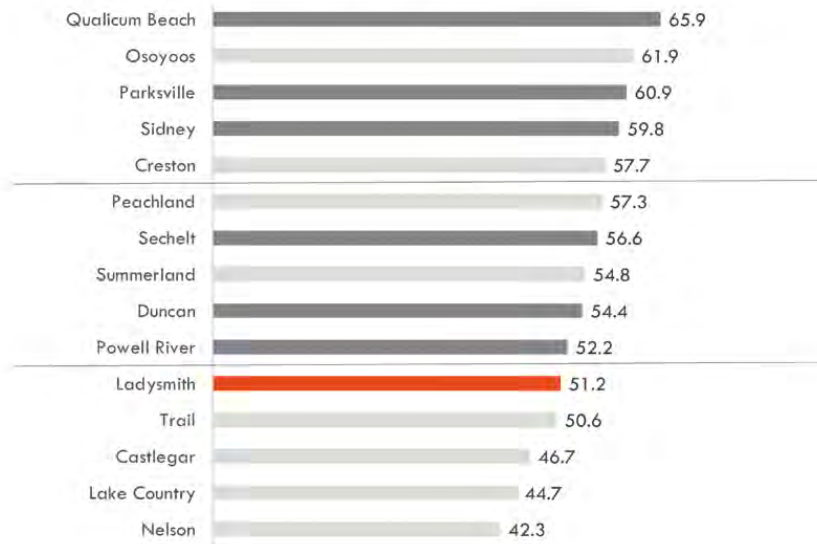 Qualicum Beach 65.9
Osoyoos 61.9
Parksville 60.9
Sidney 59.8
Creston 57.7
Peachland 57.3
Sechelt 56.6
Summerland 54.8
Duncan 54.4
Powell River 52.2
Ladysmith 51.2
Trail 50.6
Castlegar 46.7
Lake Country 44.7
Nelson 42.3